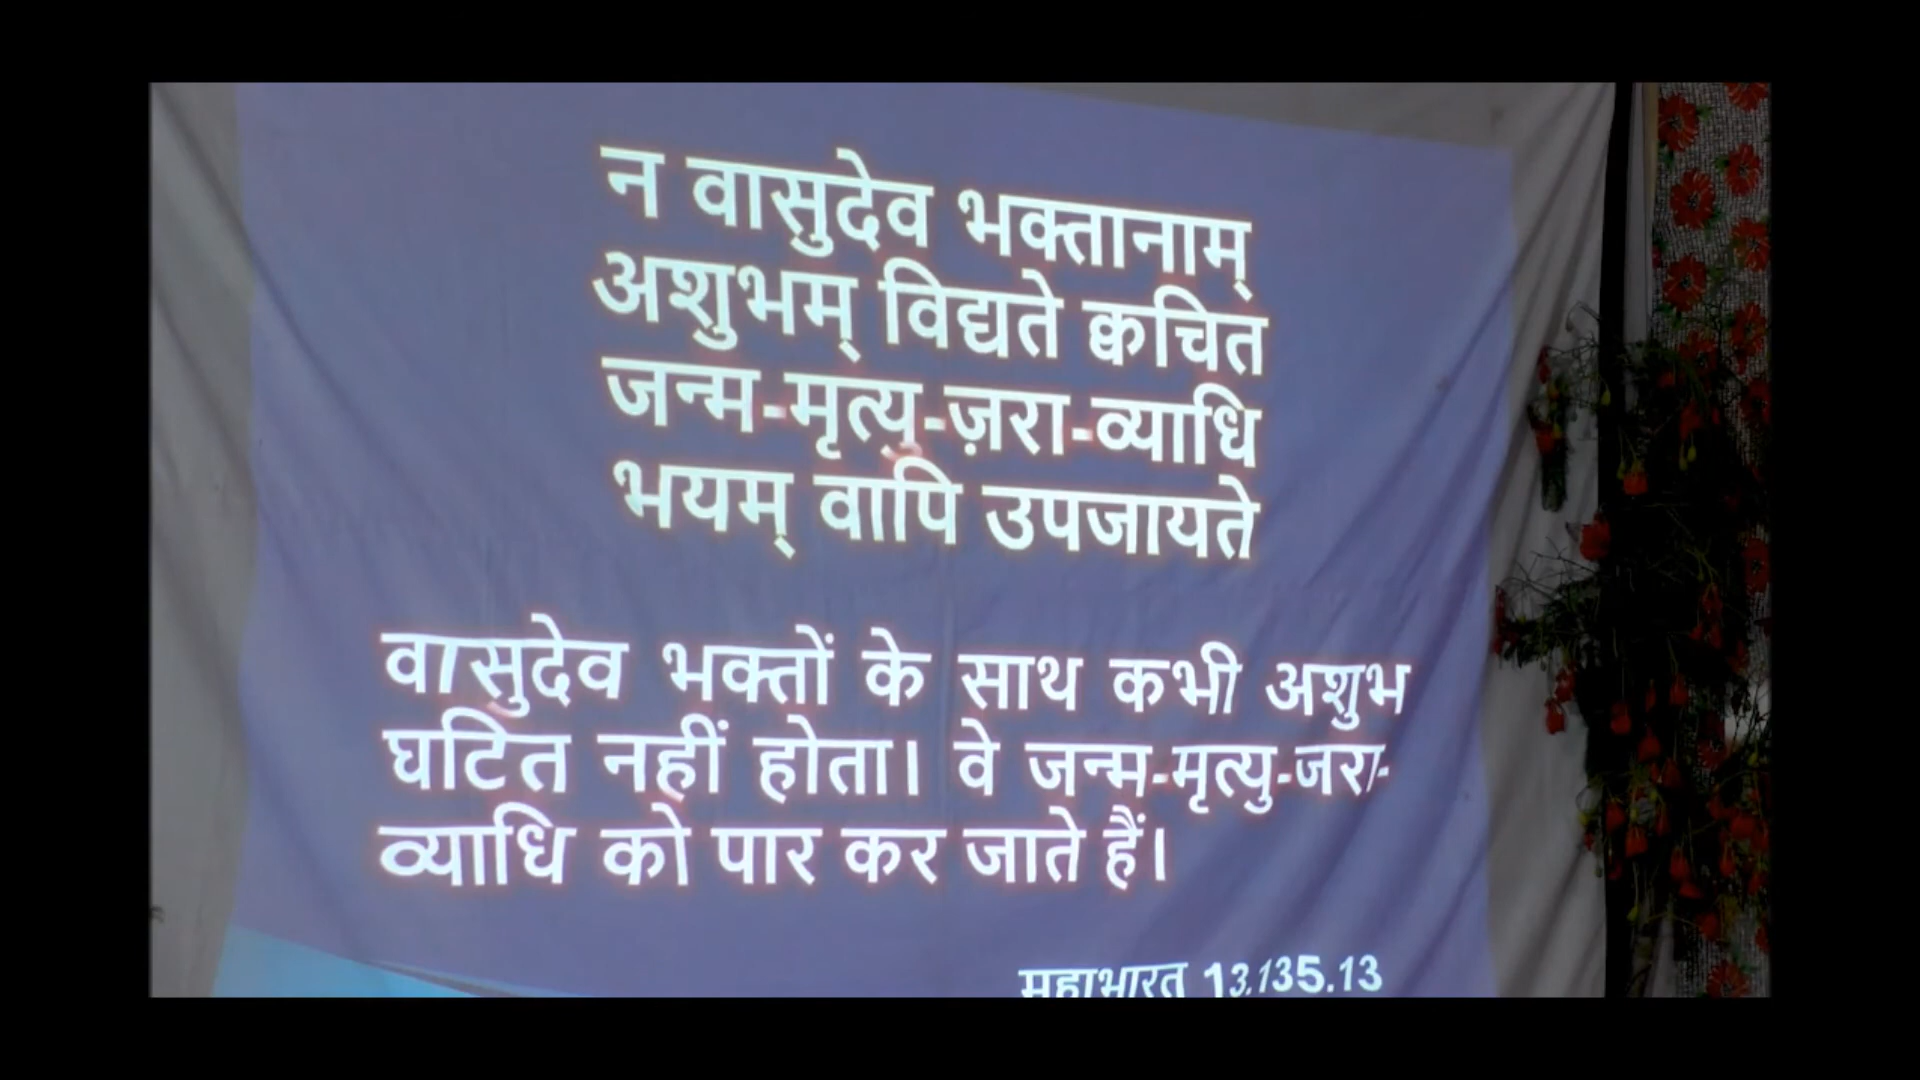 न वासुदेव भक्तानाम्
अशुभम् विद्यते क्वचित
जन्म-मृत्यु-ज़रा-व्याधि
भयम् वापि उपजायते
वासुदेव भक्तों के साथ कभी अशुभ
घटित नहीं होता। वे जन्म-मृत्यु-जरा-
व्याधि को पार कर जाते हैं।
महाभारत 13.135.13